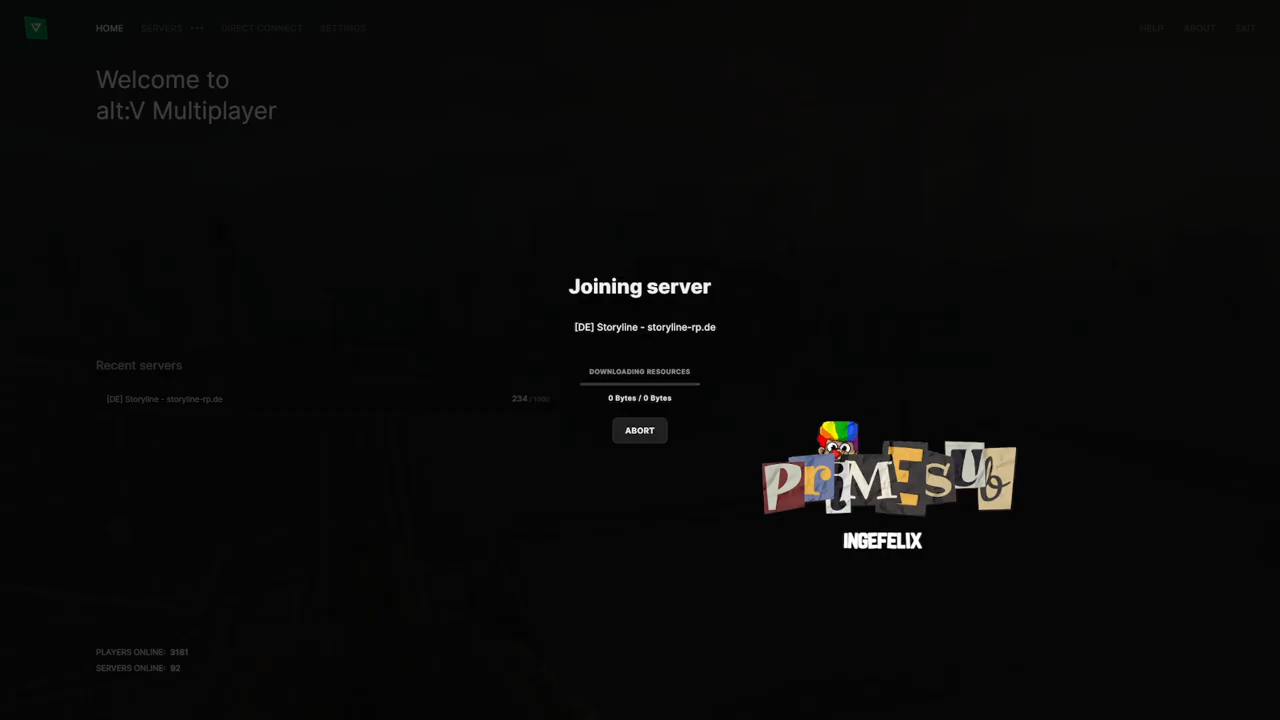 HOME SERVERS ••• DIRECT CONNECT SETTINGS HELP ABOUT EXIT
Welcome to
alt:V Multiplayer
Joining server
[DE] Storyline - storyline-rp.de
Recent servers
DOWNLOADING RESOURCES
0 Bytes / 0 Bytes
[DE] Storyline - storyline-rp.de 234 / 1000
ABORT
PriMESUb
INGEFELIX
PLAYERS ONLINE: 3181
SERVERS ONLINE: 92